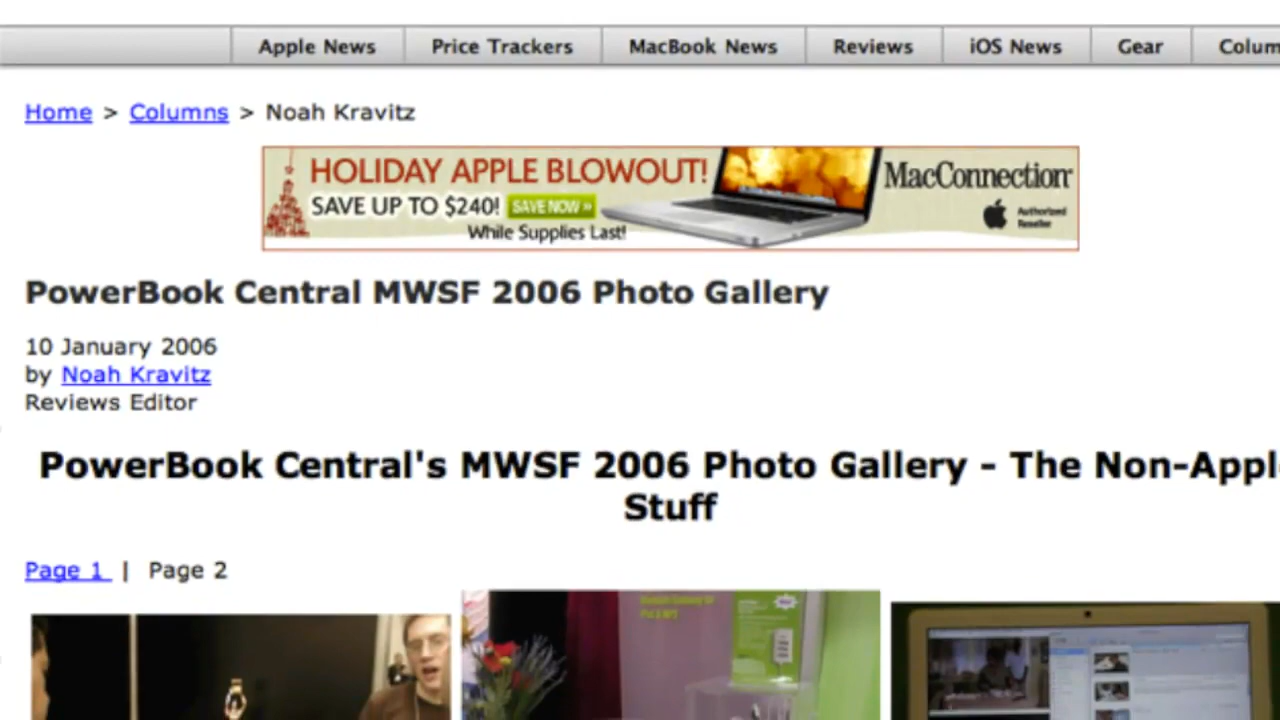 Apple News Price Trackers MacBook News Reviews iOS News Gear Colum
Home > Columns > Noah Kravitz
HOLIDAY APPLE BLOWOUT!
SAVE UP TO $240! SAVE NOW »
While Supplies Last!
MacConnection
Authorized
Reseller
PowerBook Central MWSF 2006 Photo Gallery
10 January 2006
by Noah Kravitz
Reviews Editor
PowerBook Central's MWSF 2006 Photo Gallery - The Non-Appl
Stuff
Page 1 | Page 2